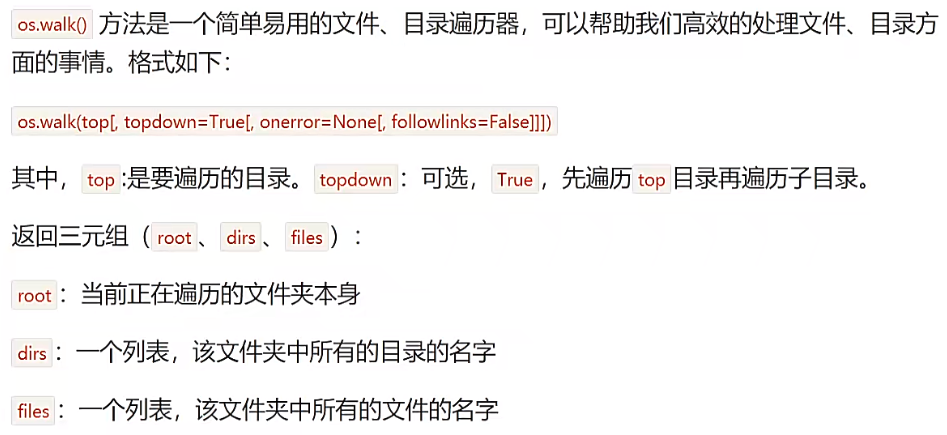 os.walk() 方法是一个简单易用的文件、目录遍历器，可以帮助我们高效的处理文件、目录方
面的事情。格式如下：
os.walk(top[, topdown=True[, onerror=None[, followlinks=False]]])
其中，top:是要遍历的目录。topdown：可选，True，先遍历top目录再遍历子目录。
返回三元组（root、dirs、files）：
root：当前正在遍历的文件夹本身
dirs：一个列表，该文件夹中所有的目录的名字
files：一个列表，该文件夹中所有的文件的名字